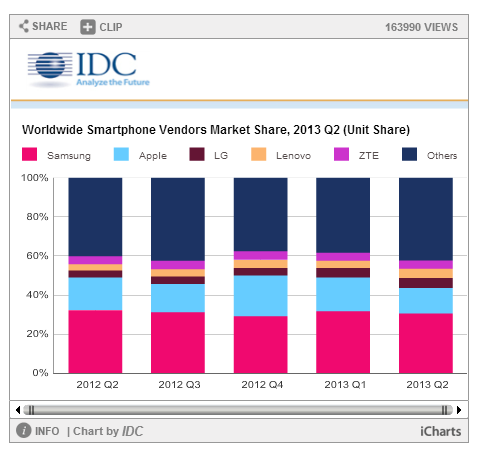 SHARE CLIP 163990 VIEWS
IDC
Analyze the Future
Worldwide Smartphone Vendors Market Share, 2013 Q2 (Unit Share)
Samsung Apple LG Lenovo ZTE Others
100%
80%
60%
40%
20%
0%
2012 Q2 2012 Q3 2012 Q4 2013 Q1 2013 Q2
i INFO | Chart by IDC iCharts